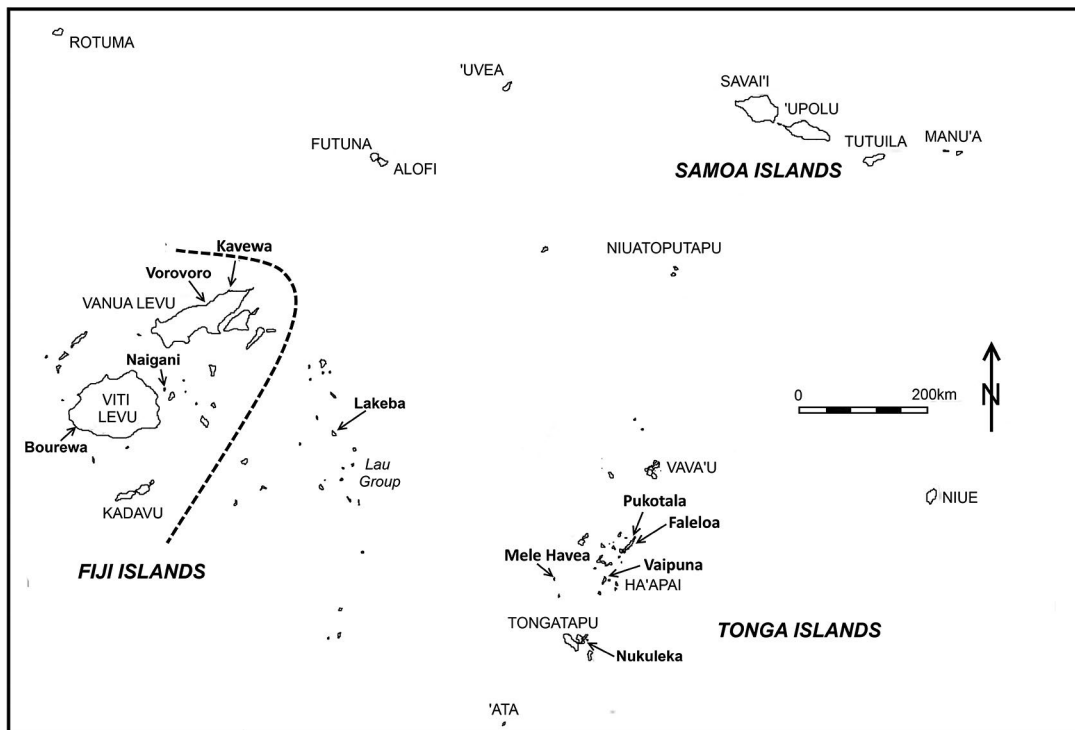 ROTUMA
'UVEA
SAVAI'I
'UPOLU
FUTUNA
ALOFI
TUTUILA
MANU'A
SAMOA ISLANDS
Kavewa
NIUATOPUTAPU
Vorovoro
VANUA LEVU
Naigani
N
0
200km
VITI
LEVU
Lakeba
Bourewa
Lau
Group
VAVA'U
KADAVU
NIUE
Pukotala
Faleloa
Mele Havea
Vaipuna
FIJI ISLANDS
HA'APAI
TONGATAPU
TONGA ISLANDS
Nukuleka
'ATA